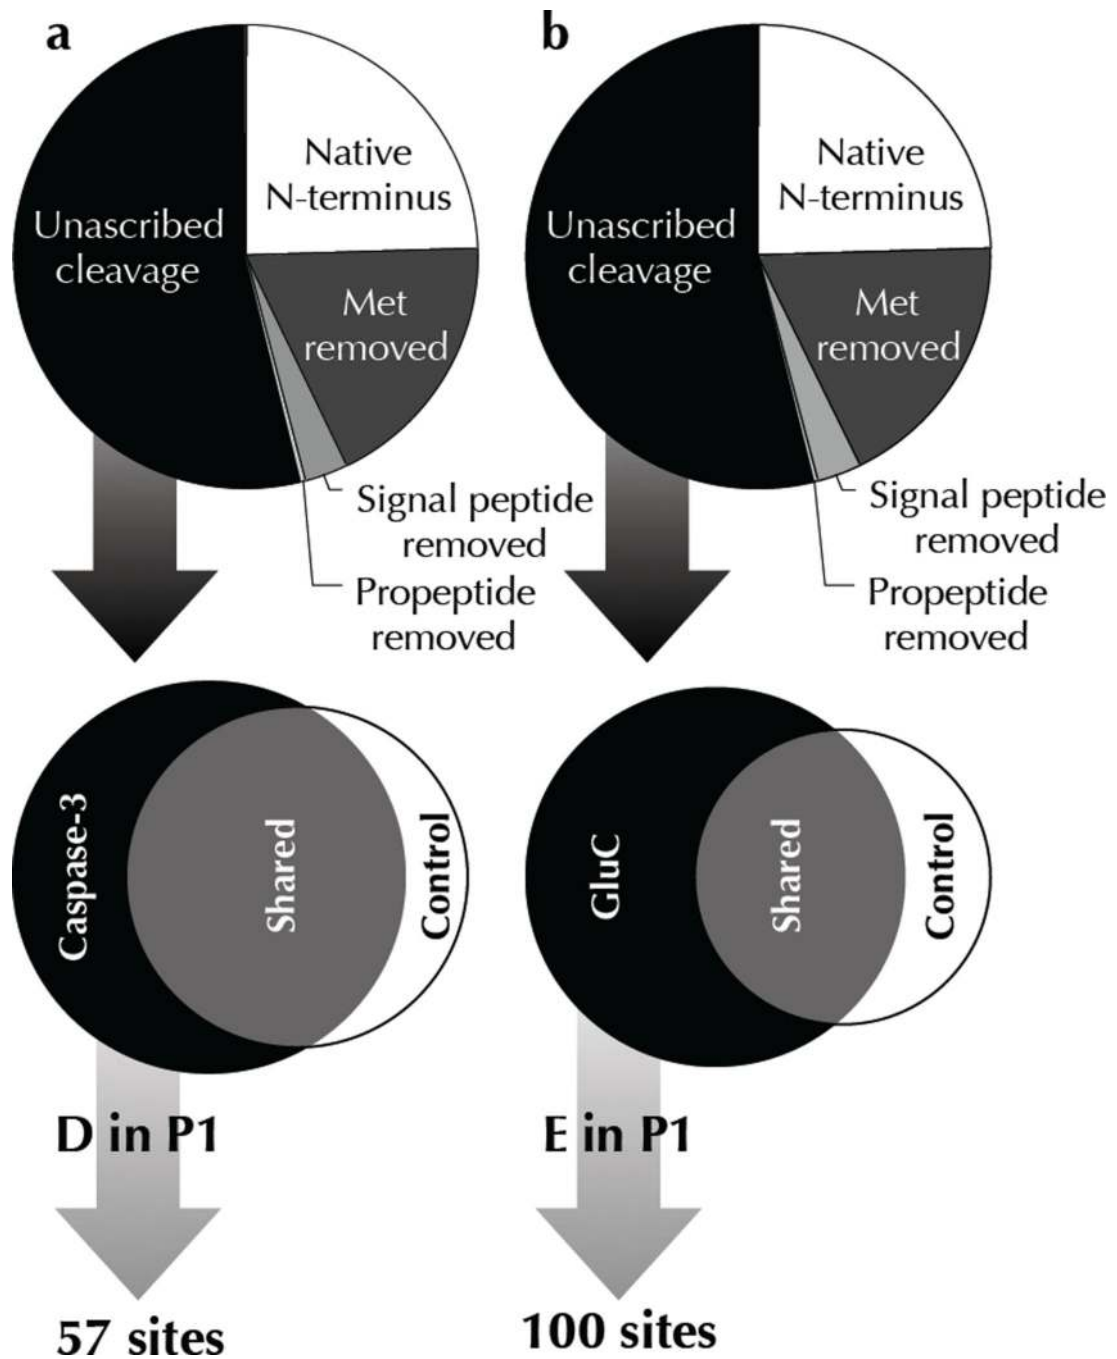 a
Native
N-terminus
Unascribed
cleavage
Met
removed
Signal peptide
removed
Propeptide
removed
Caspase-3
Shared
Control
D in P1
57 sites
b
Native
N-terminus
Unascribed
cleavage
Met
removed
Signal peptide
removed
Propeptide
removed
GluC
Shared
Control
E in P1
100 sites